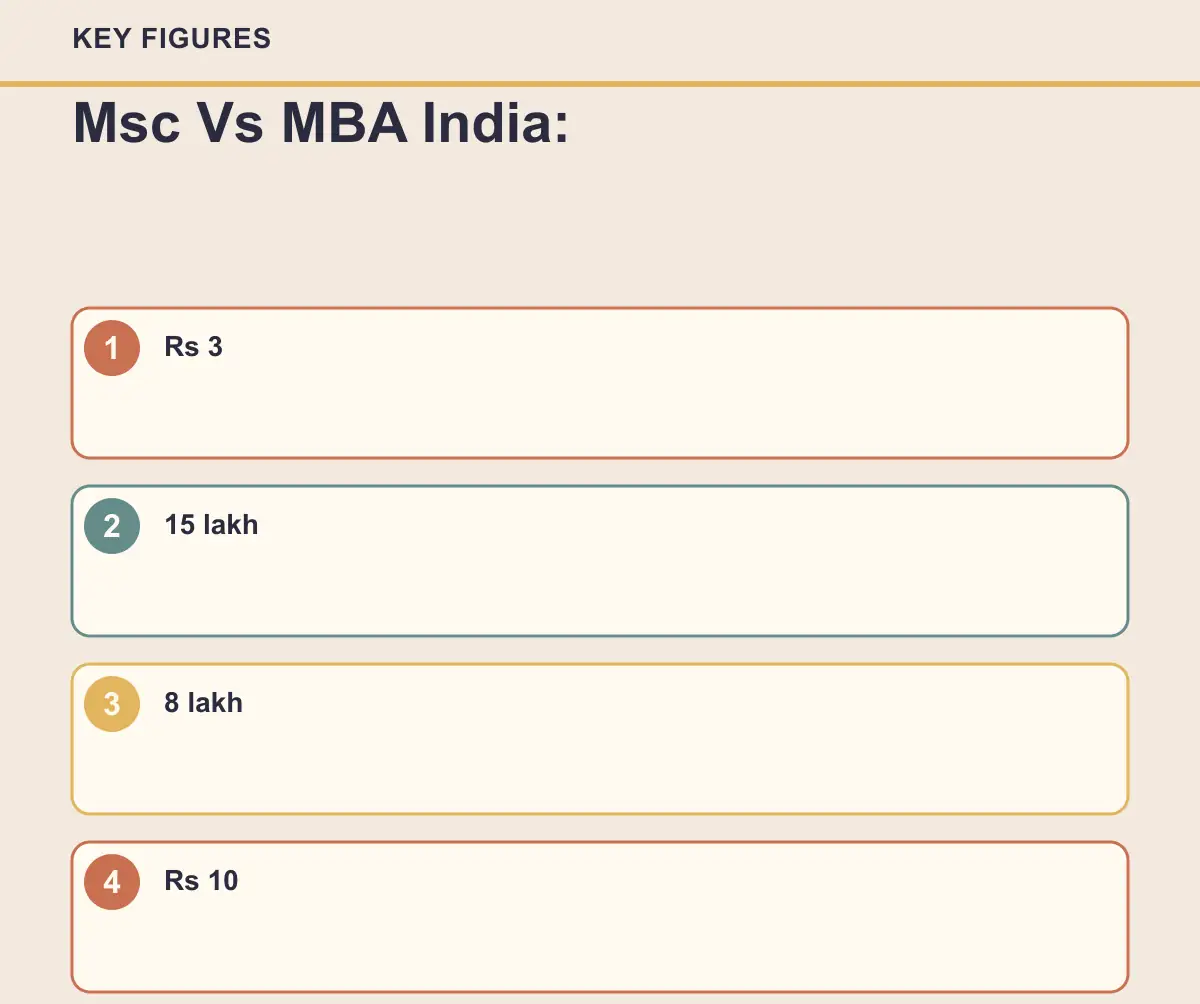 KEY FIGURES
Msc Vs MBA India:
1 Rs 3
2 15 lakh
3 8 lakh
4 Rs 10